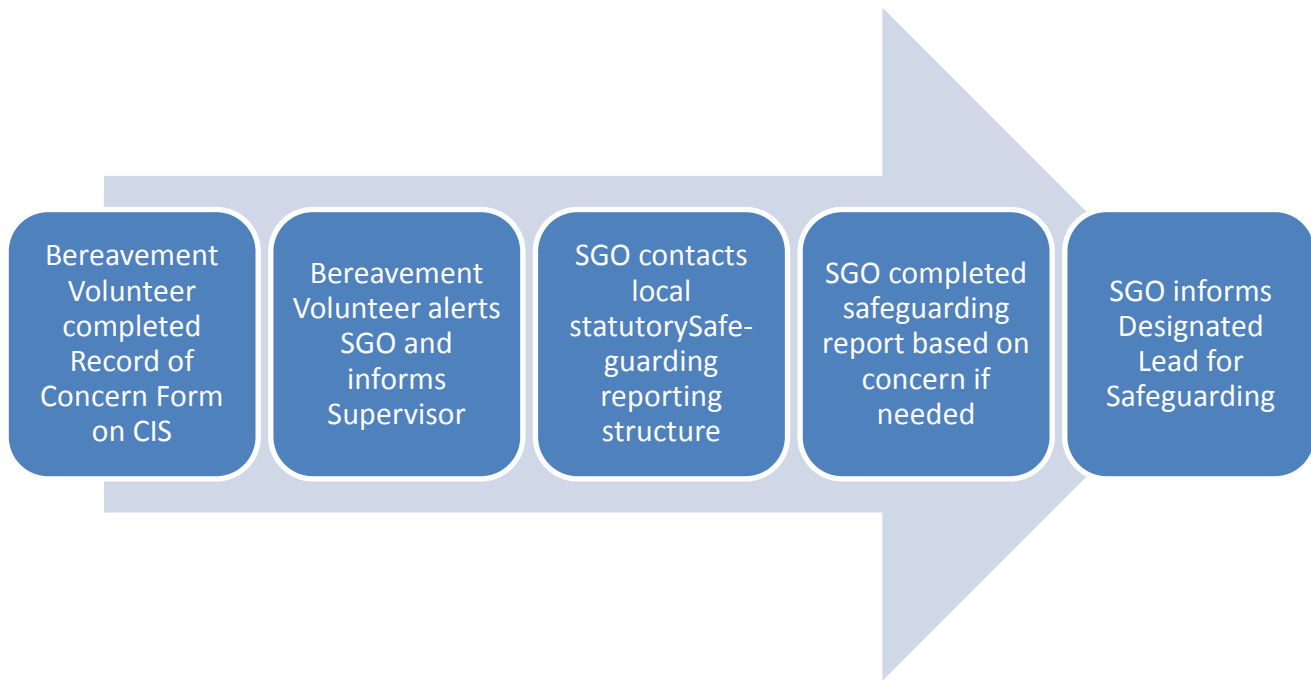 Bereavement
Volunteer
completed
Record of
Concern Form
on CIS
Bereavement
Volunteer alerts
SGO and
informs
Supervisor
SGO contacts
local
statutorySafe-
guarding
reporting
structure
SGO completed
safeguarding
report based on
concern if
needed
SGO informs
Designated
Lead for
Safeguarding